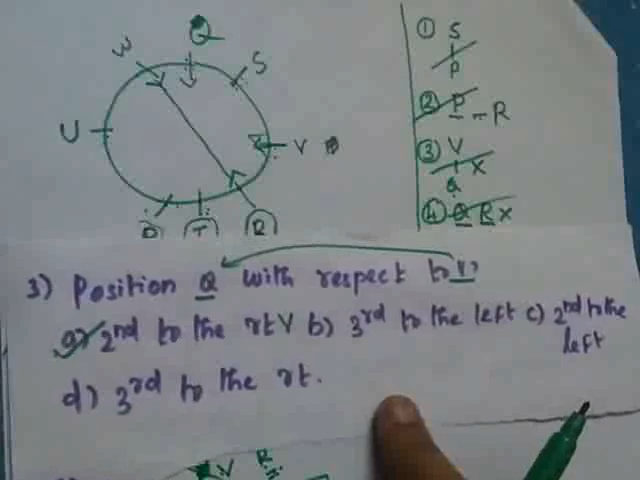 Q
W
S
U
V
P T R
① S
P
② P - R
③ V
X
Q
④ Q R X
3) Position Q with respect to V?
a) 2nd to the rt V b) 3rd to the left c) 2nd to the
left
d) 3rd to the rt.
V R